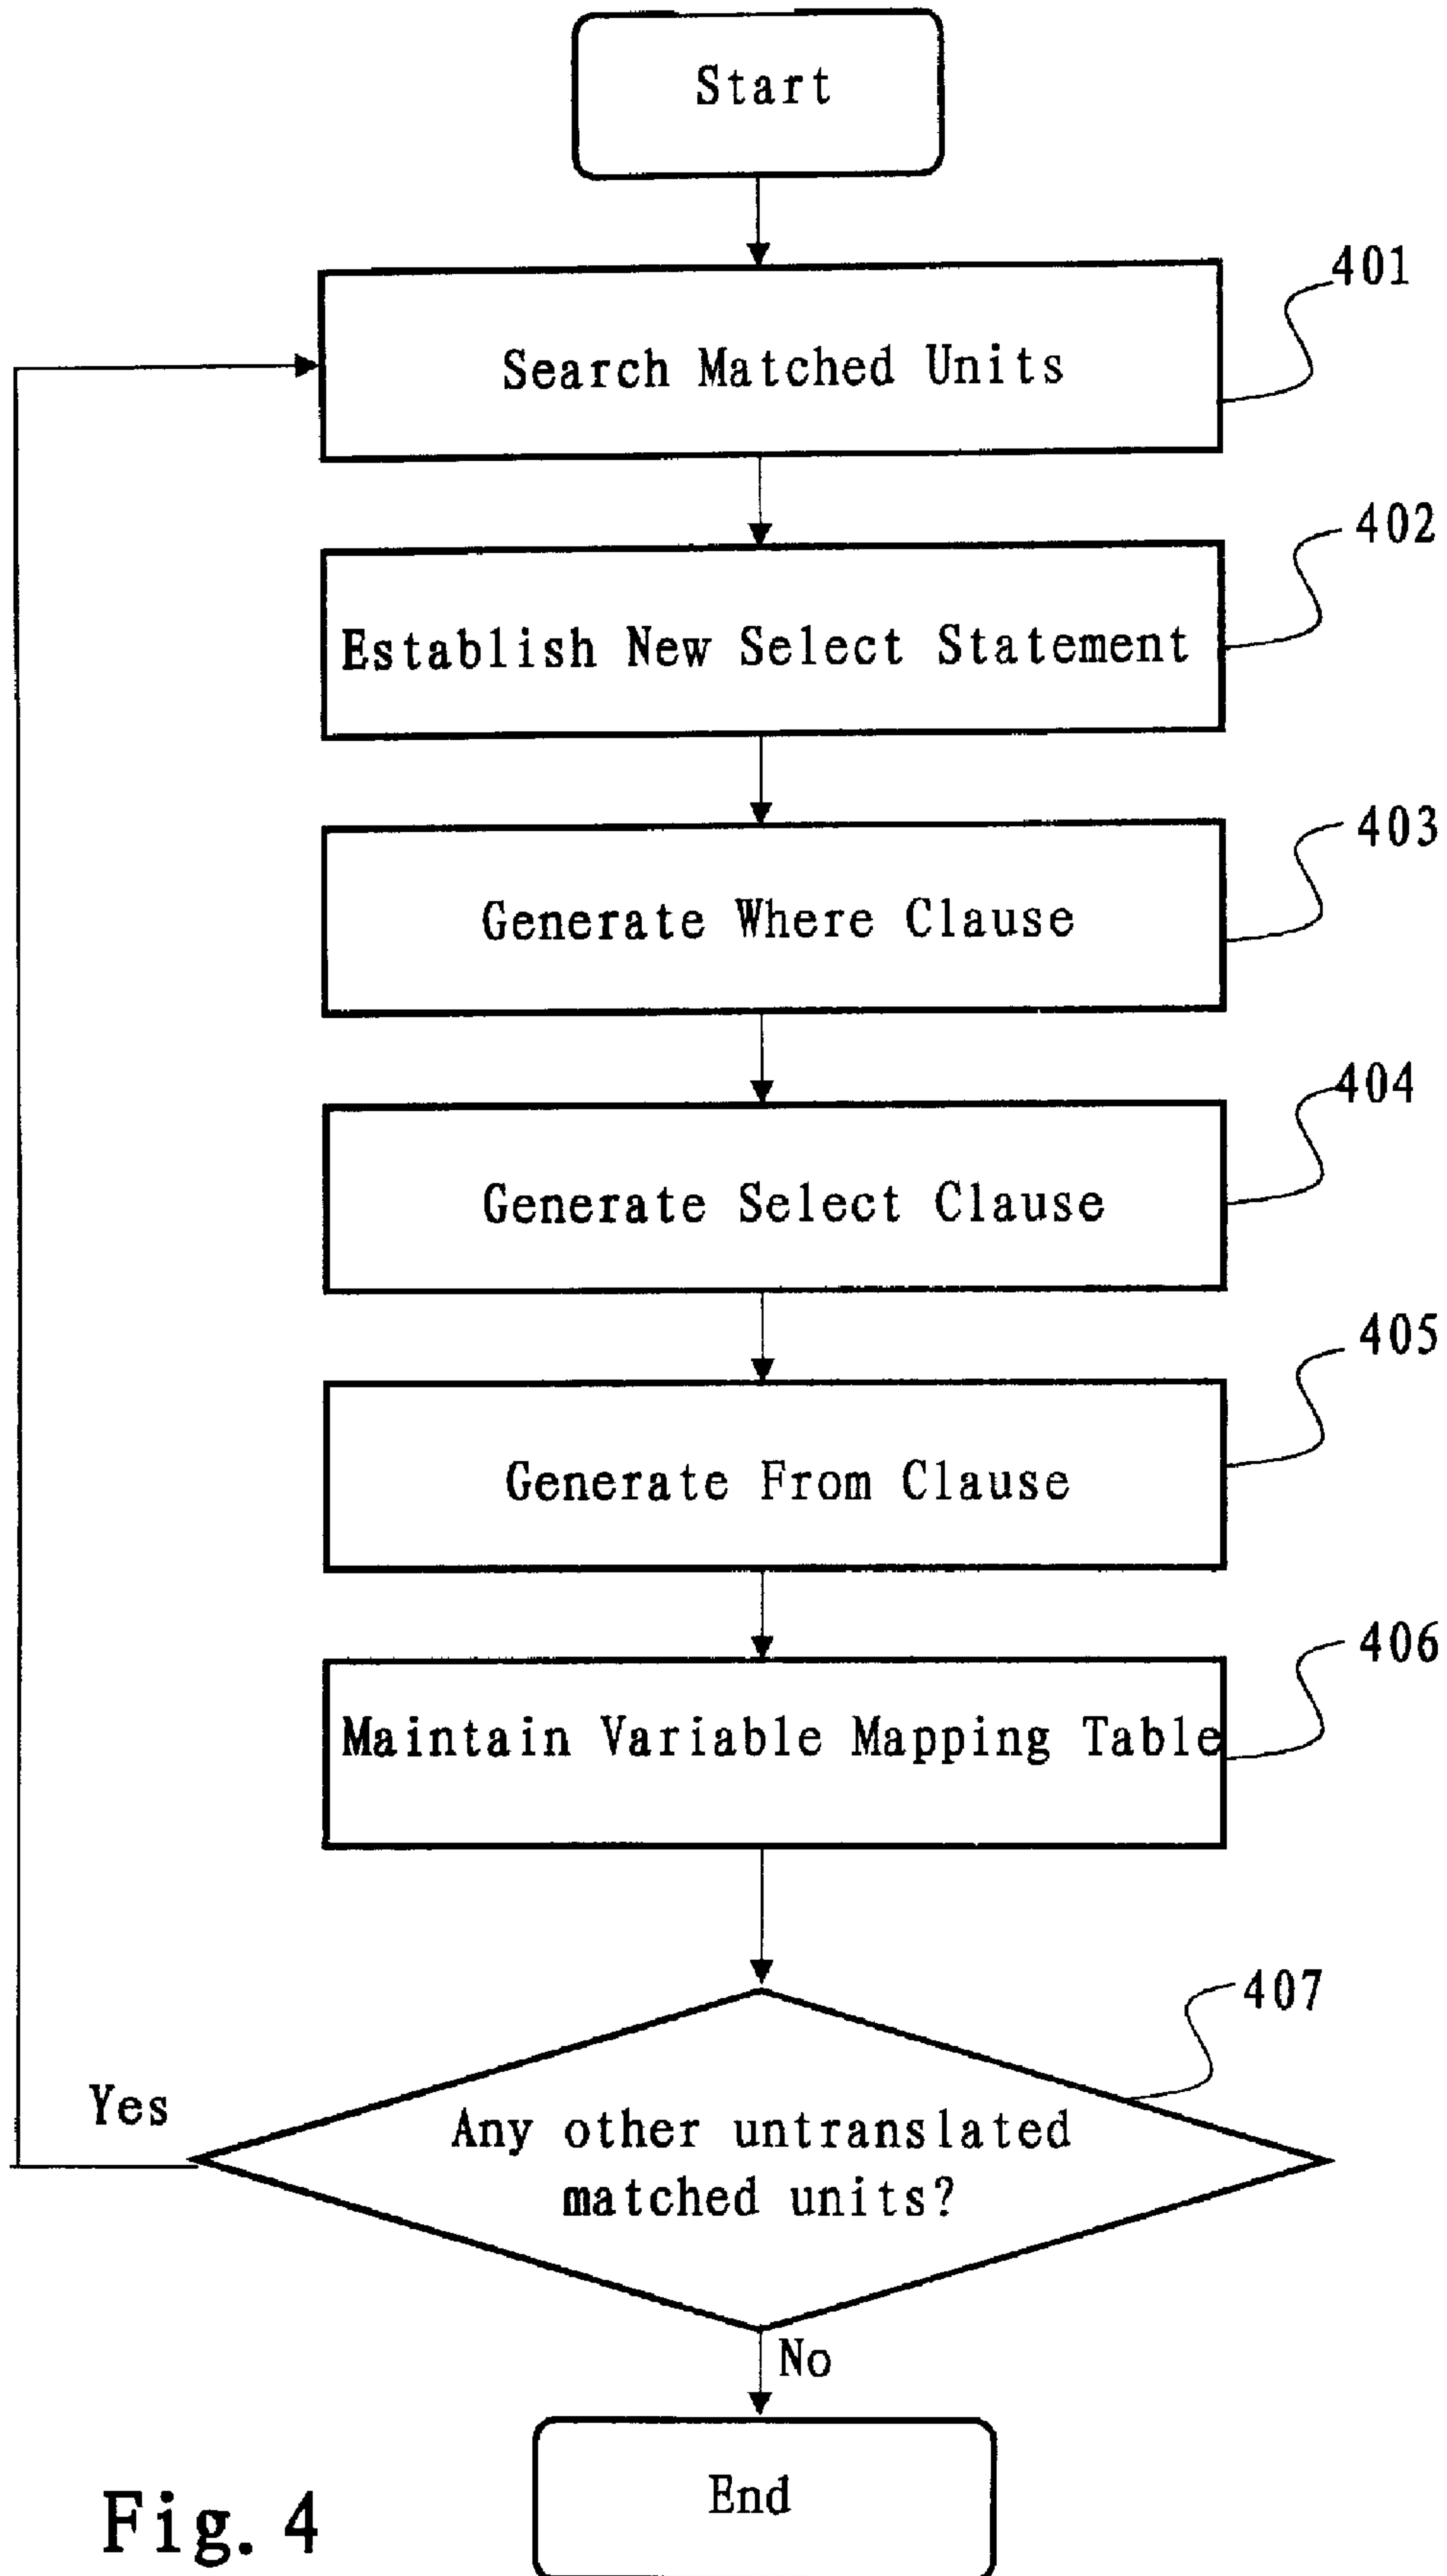 Start
401
Search Matched Units
402
Establish New Select Statement
403
Generate Where Clause
404
Generate Select Clause
405
Generate From Clause
406
Maintain Variable Mapping Table
407
Yes
Any other untranslated
matched units?
No
End
Fig. 4